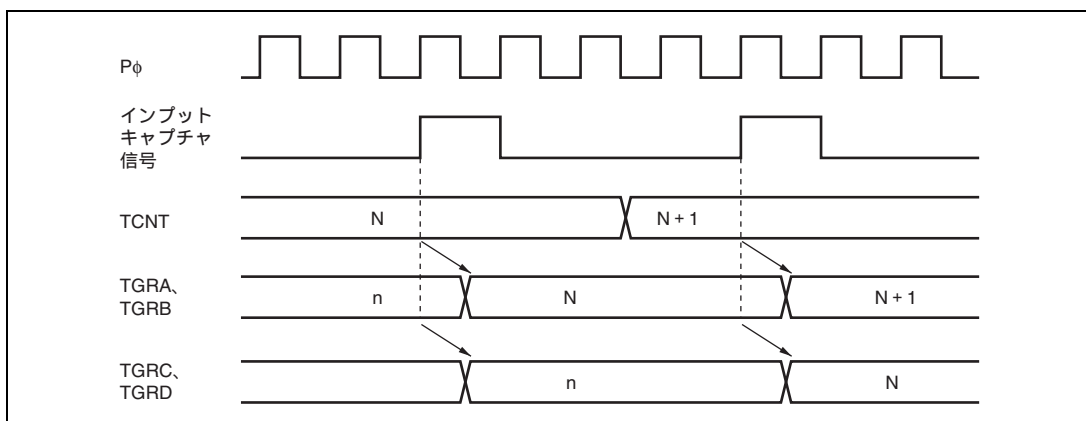 Pϕ
インプット
キャプチャ
信号
TCNT
N
N + 1
TGRA、
TGRB
n
N
N + 1
TGRC、
TGRD
n
N